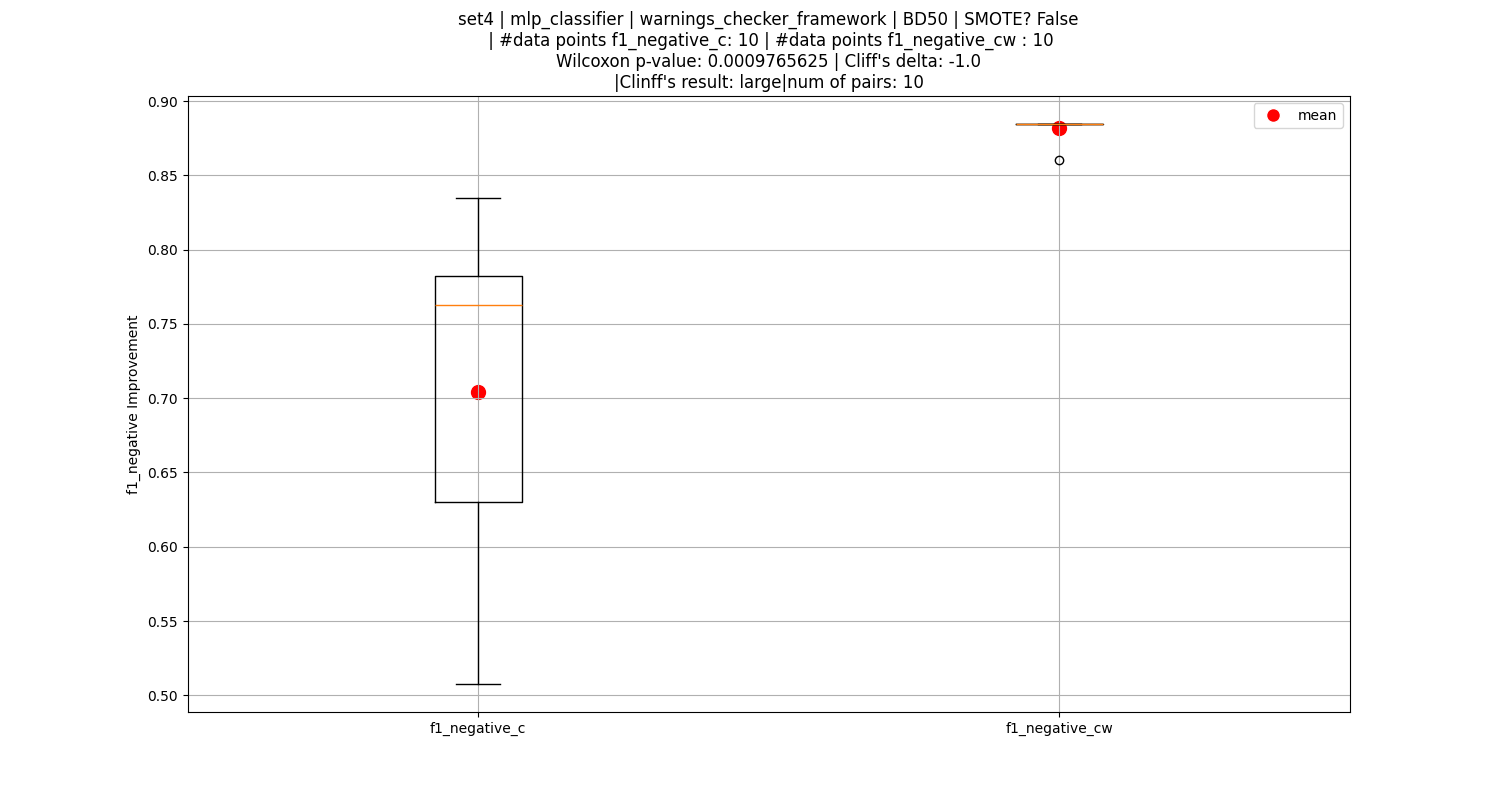 set4 | mlp_classifier | warnings_checker_framework | BD50 | SMOTE? False
| #data points f1_negative_c: 10 | #data points f1_negative_cw : 10
Wilcoxon p-value: 0.0009765625 | Cliff's delta: -1.0
|Clinff's result: large|num of pairs: 10
mean
0.90
0.85
0.80
0.75
0.70
0.65
0.60
0.55
0.50
f1_negative Improvement
f1_negative_c
f1_negative_cw